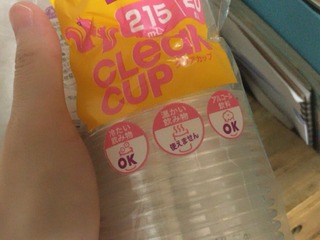 215
mL
CLeaR
CUP
クリアカップ
冷たい
飲み物
OK
温かい
飲み物
使えません
アルコール
飲料
OK